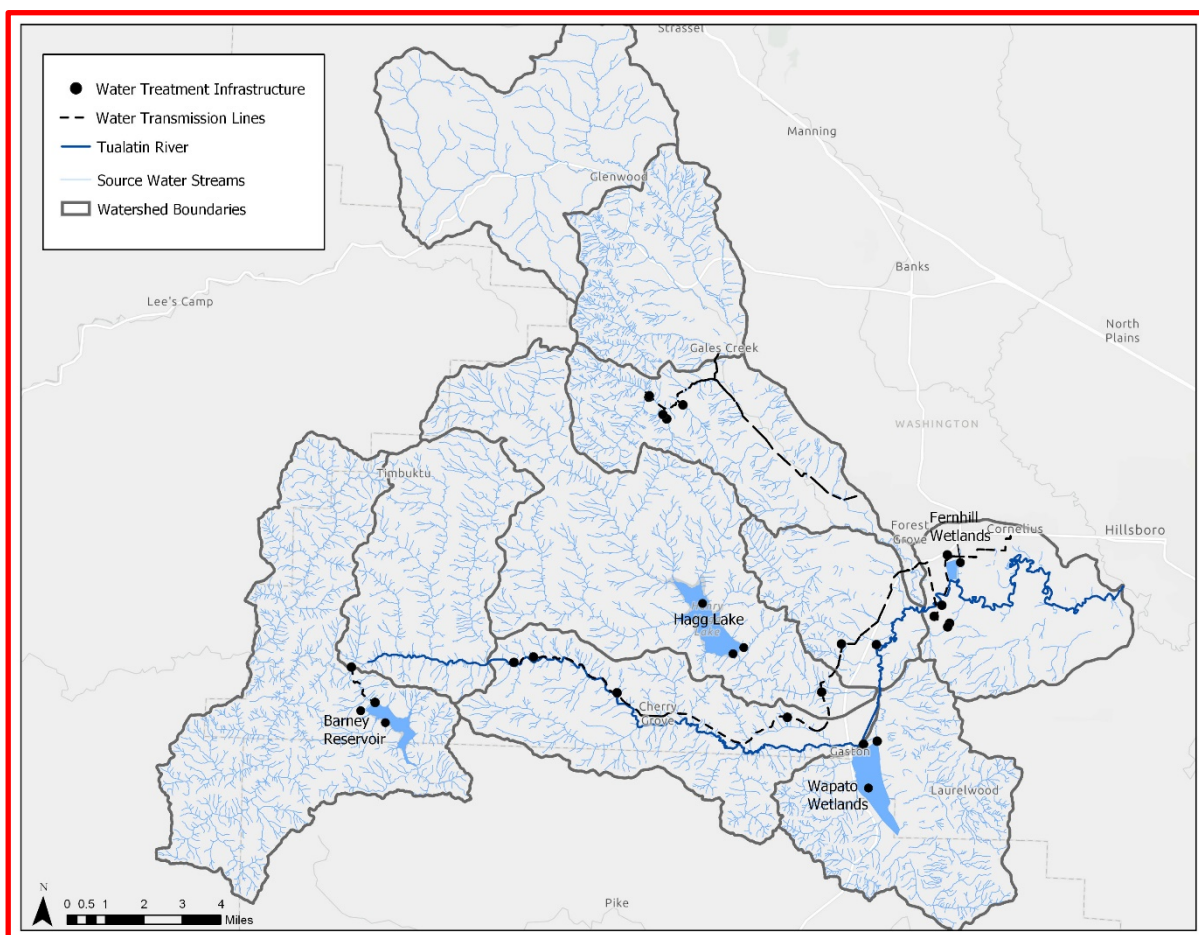 Strassel
Water Treatment Infrastructure
Water Transmission Lines
Tualatin River
Source Water Streams
Watershed Boundaries
Manning
Glenwood
Banks
Lee's Camp
North
Plains
Gales Creek
WASHINGTON
Timbuktu
Forest
Grove
Fernhill
Wetlands
Cornelius
Hillsboro
Hagg Lake
Barney
Reservoir
Cherry
Grove
Gaston
Wapato
Wetlands
Laurelwood
Pike
N
0 0.5 1 2 3 4
Miles